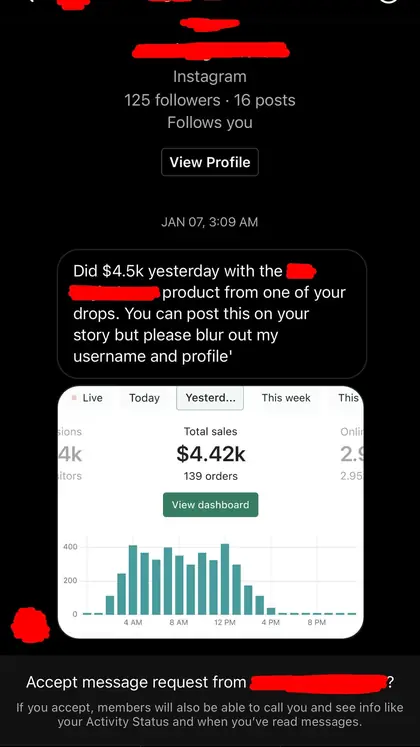 Instagram
125 followers · 16 posts
Follows you
View Profile
JAN 07, 3:09 AM
Did $4.5k yesterday with the
product from one of your
drops. You can post this on your
story but please blur out my
username and profile'
Live Today Yesterd... This week This
sions Total sales Onlin
4k $4.42k 2.9
itors 139 orders 2.95
View dashboard
400
200
0
4 AM 8 AM 12 PM 4 PM 8 PM
Accept message request from ?
If you accept, members will also be able to call you and see info like
your Activity Status and when you've read messages.